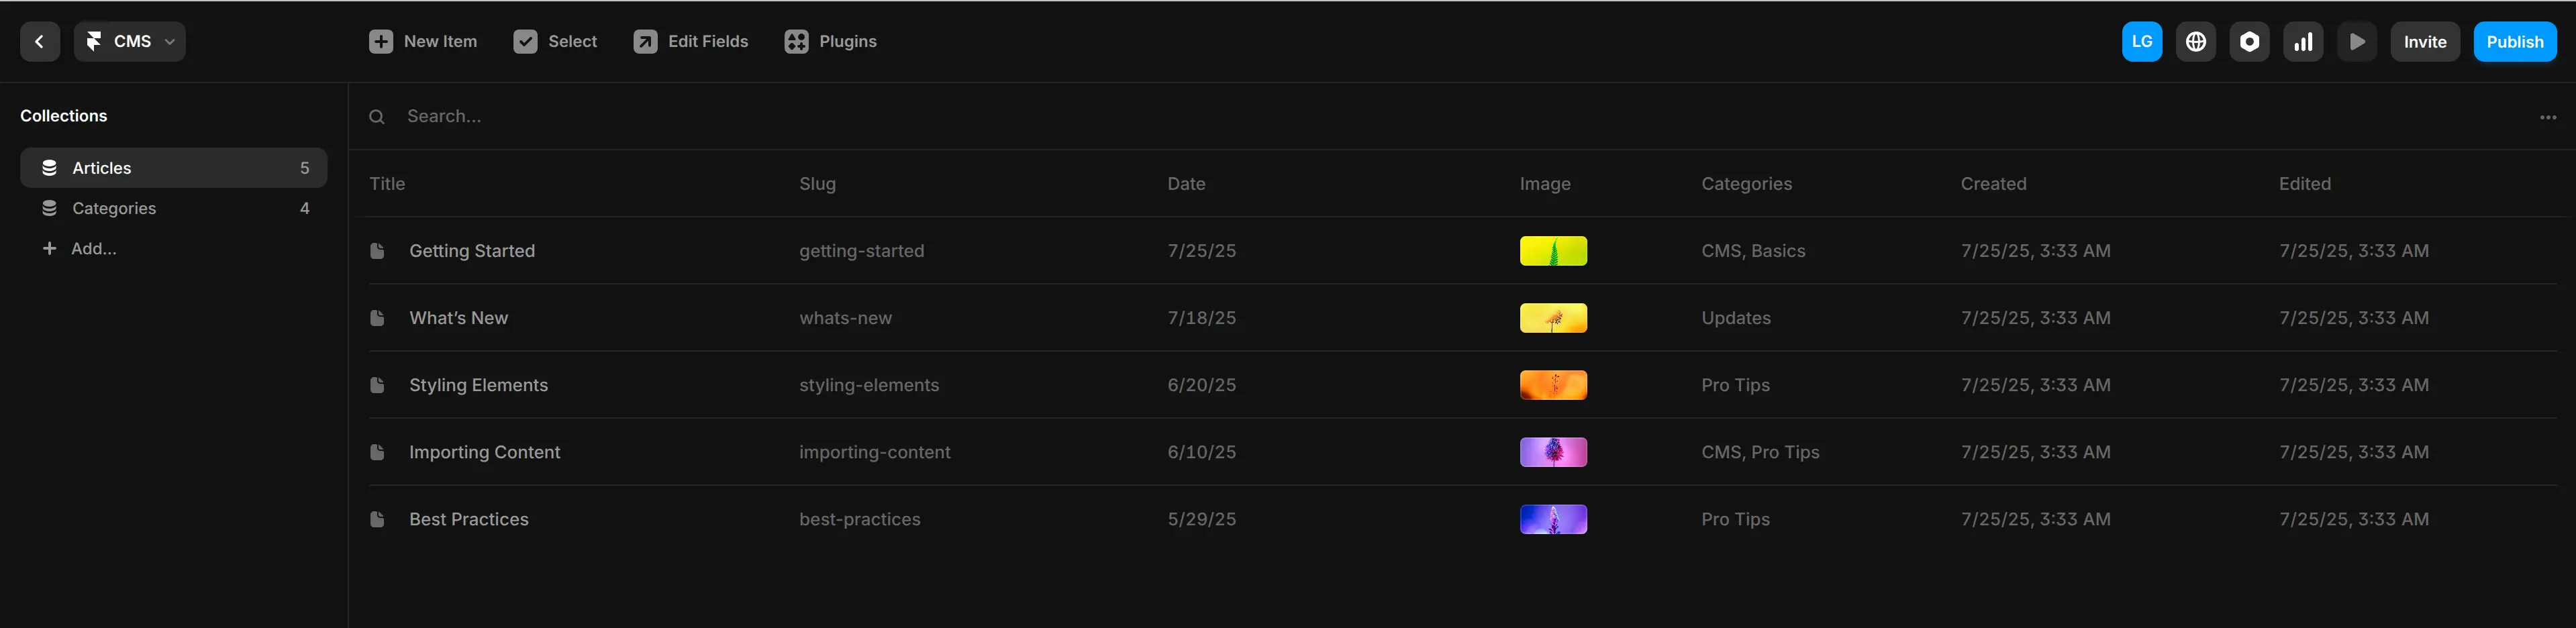 CMS New Item Select Edit Fields Plugins LG Invite Publish
Collections
Search...
Articles 5
Categories 4
Add...
Title Slug Date Image Categories Created Edited
Getting Started getting-started 7/25/25 CMS, Basics 7/25/25, 3:33 AM 7/25/25, 3:33 AM
What’s New whats-new 7/18/25 Updates 7/25/25, 3:33 AM 7/25/25, 3:33 AM
Styling Elements styling-elements 6/20/25 Pro Tips 7/25/25, 3:33 AM 7/25/25, 3:33 AM
Importing Content importing-content 6/10/25 CMS, Pro Tips 7/25/25, 3:33 AM 7/25/25, 3:33 AM
Best Practices best-practices 5/29/25 Pro Tips 7/25/25, 3:33 AM 7/25/25, 3:33 AM